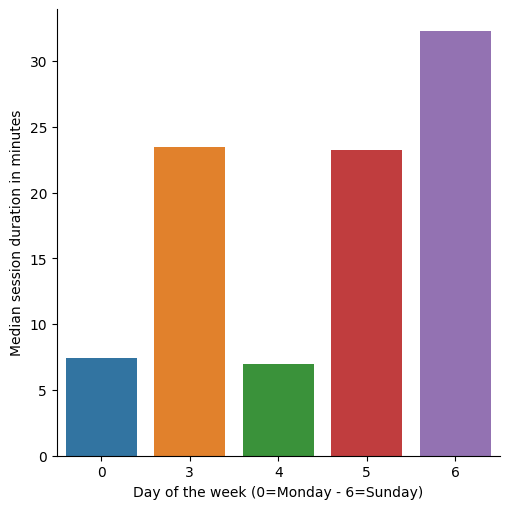 Median session duration in minutes
30
25
20
15
10
5
0
0 3 4 5 6
Day of the week (0=Monday - 6=Sunday)